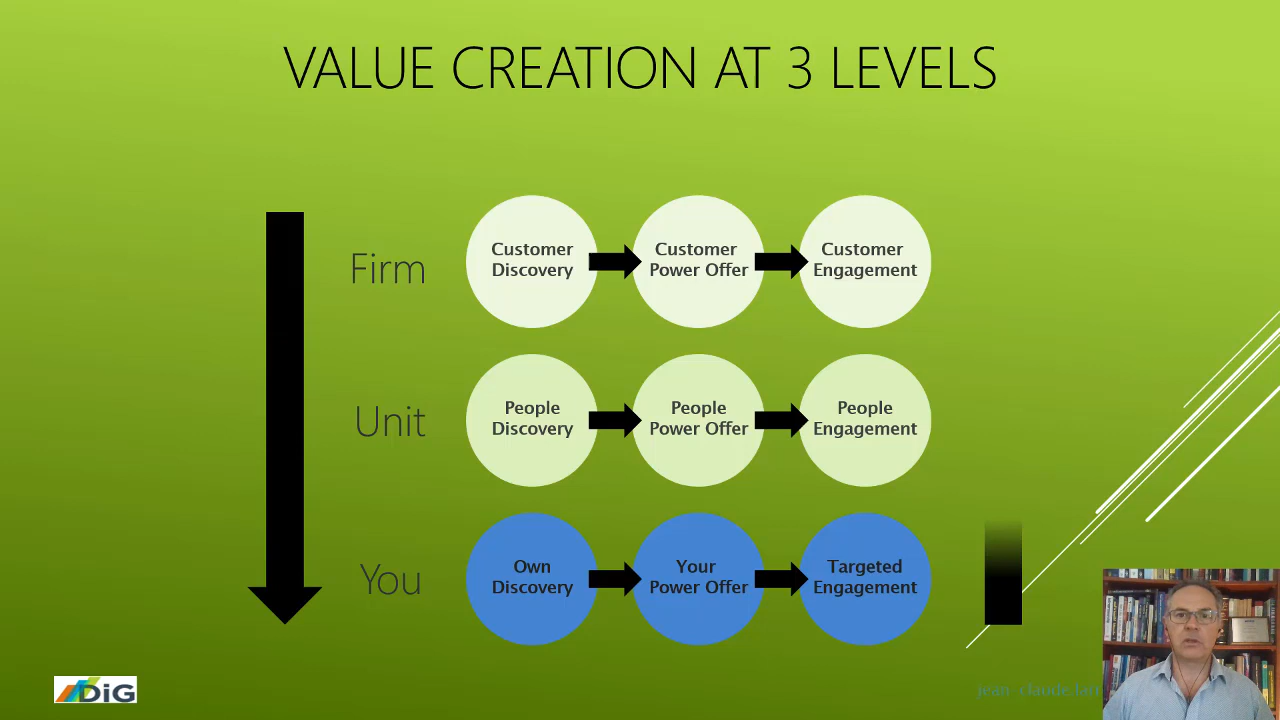 VALUE CREATION AT 3 LEVELS
Firm
Customer
Discovery
Customer
Power Offer
Customer
Engagement
Unit
People
Discovery
People
Power Offer
People
Engagement
You
Own
Discovery
Your
Power Offer
Targeted
Engagement
DiG
jean-claude.larr